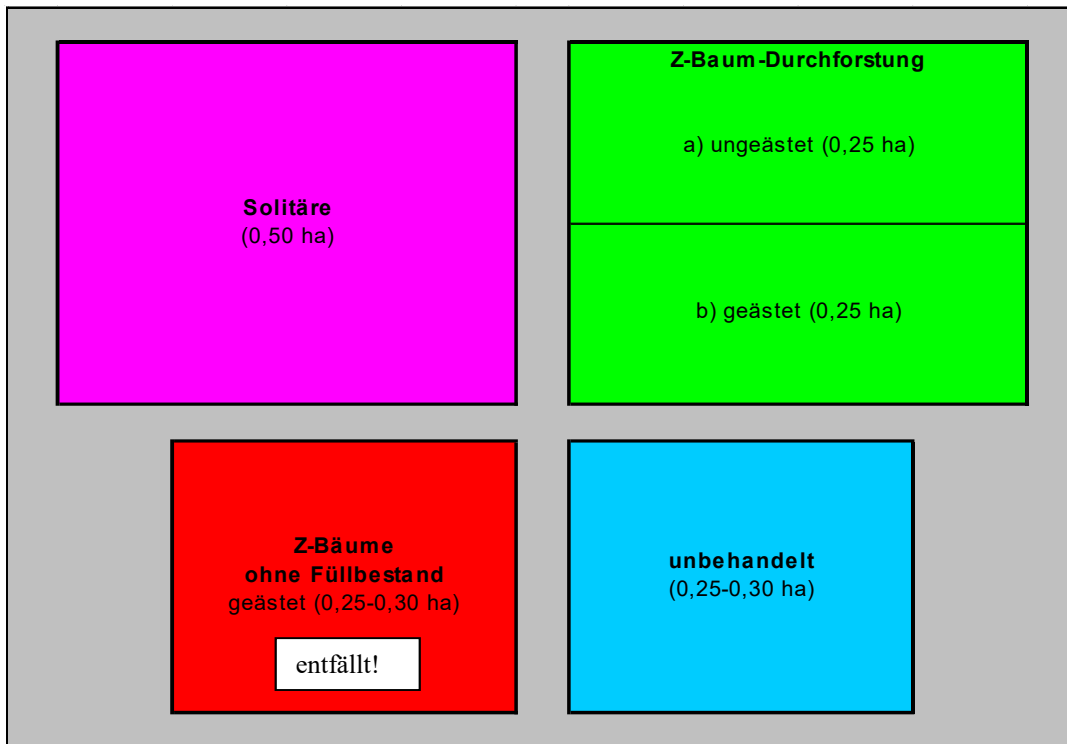 Solitäre
(0,50 ha)
Z-Baum-Durchforstung
a) ungeästet (0,25 ha)
b) geästet (0,25 ha)
Z-Bäume
ohne Füllbestand
geästet (0,25-0,30 ha)
entfällt!
unbehandelt
(0,25-0,30 ha)